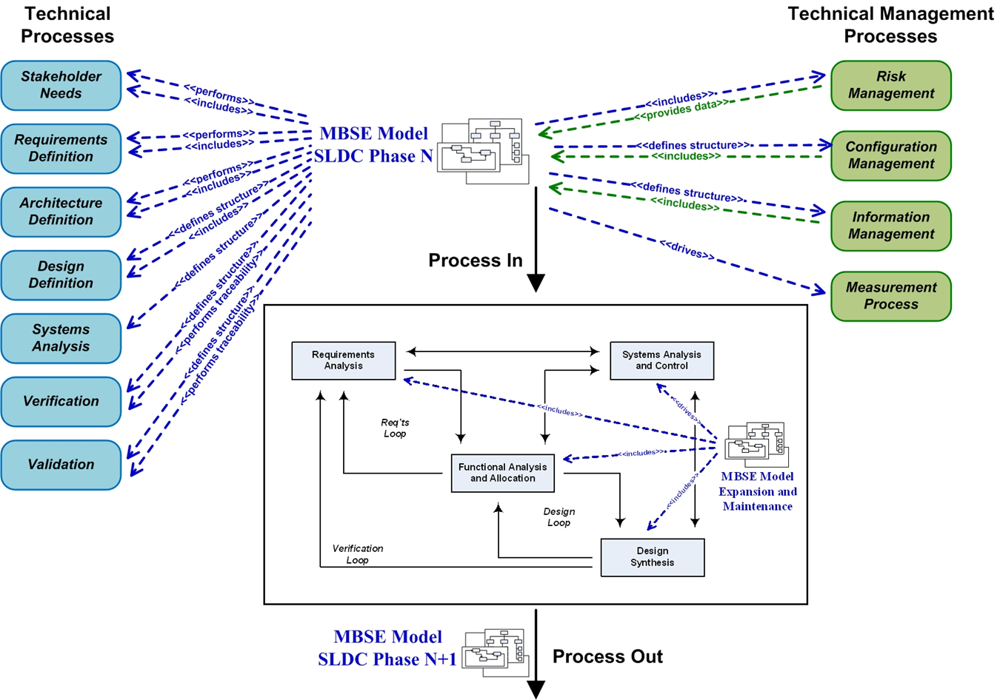 Technical
Processes
Technical Management
Processes
Stakeholder
Needs
Requirements
Definition
Architecture
Definition
Design
Definition
Systems
Analysis
Verification
Validation
<<performs>>
<<includes>>
<<performs>>
<<includes>>
<<performs>>
<<includes>>
<<defines structure>>
<<includes>>
<<defines structure>>
<<defines structure>>
<<performs traceability>>
<<defines structure>>
<<performs traceability>>
MBSE Model
SLDC Phase N
<<includes>>
<<provides data>>
<<defines structure>>
<<includes>>
<<defines structure>>
<<includes>>
<<drives>>
Risk
Management
Configuration
Management
Information
Management
Measurement
Process
Process In
Requirements
Analysis
Systems Analysis
and Control
<<includes>>
<<drives>>
Req'ts
Loop
<<includes>>
Functional Analysis
and Allocation
<<includes>>
MBSE Model
Expansion and
Maintenance
Design
Loop
Verification
Loop
Design
Synthesis
MBSE Model
SLDC Phase N+1
Process Out